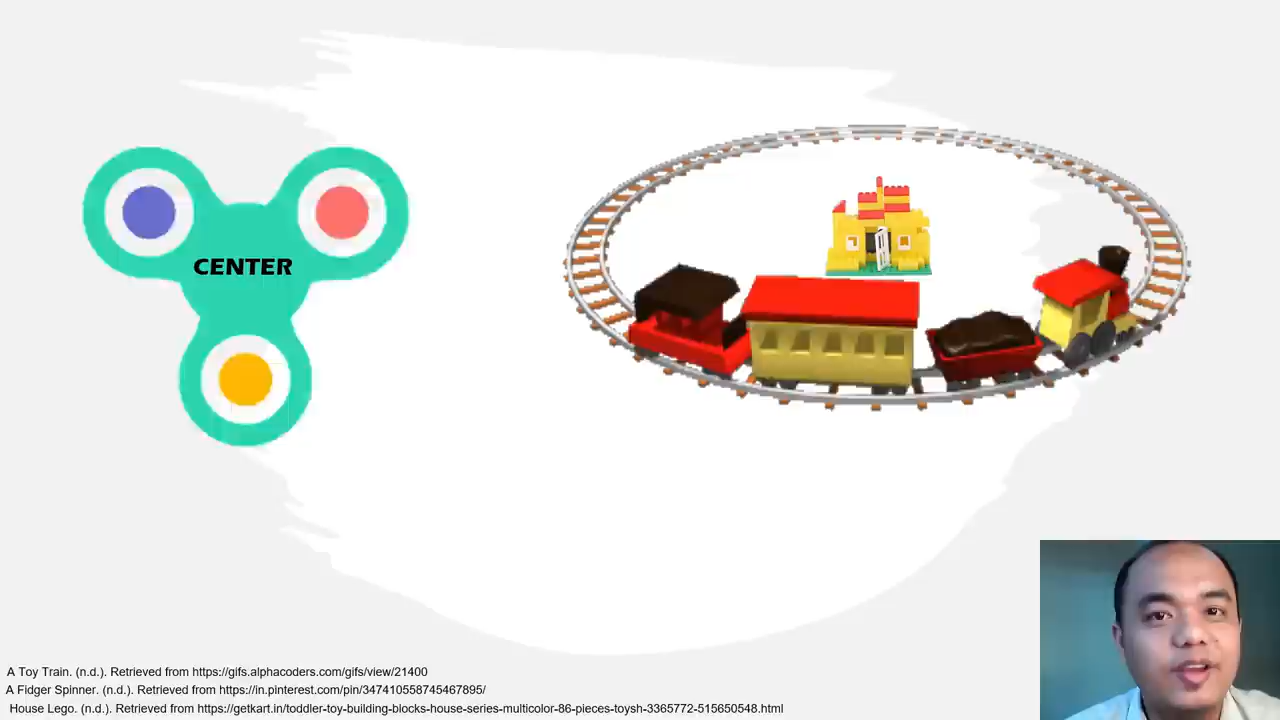 CENTER
A Toy Train. (n.d.). Retrieved from https://gifs.alphacoders.com/gifs/view/21400
A Fidger Spinner. (n.d.). Retrieved from https://in.pinterest.com/pin/347410558745467895/
House Lego. (n.d.). Retrieved from https://getkart.in/toddler-toy-building-blocks-house-series-multicolor-86-pieces-toysh-3365772-515650548.html